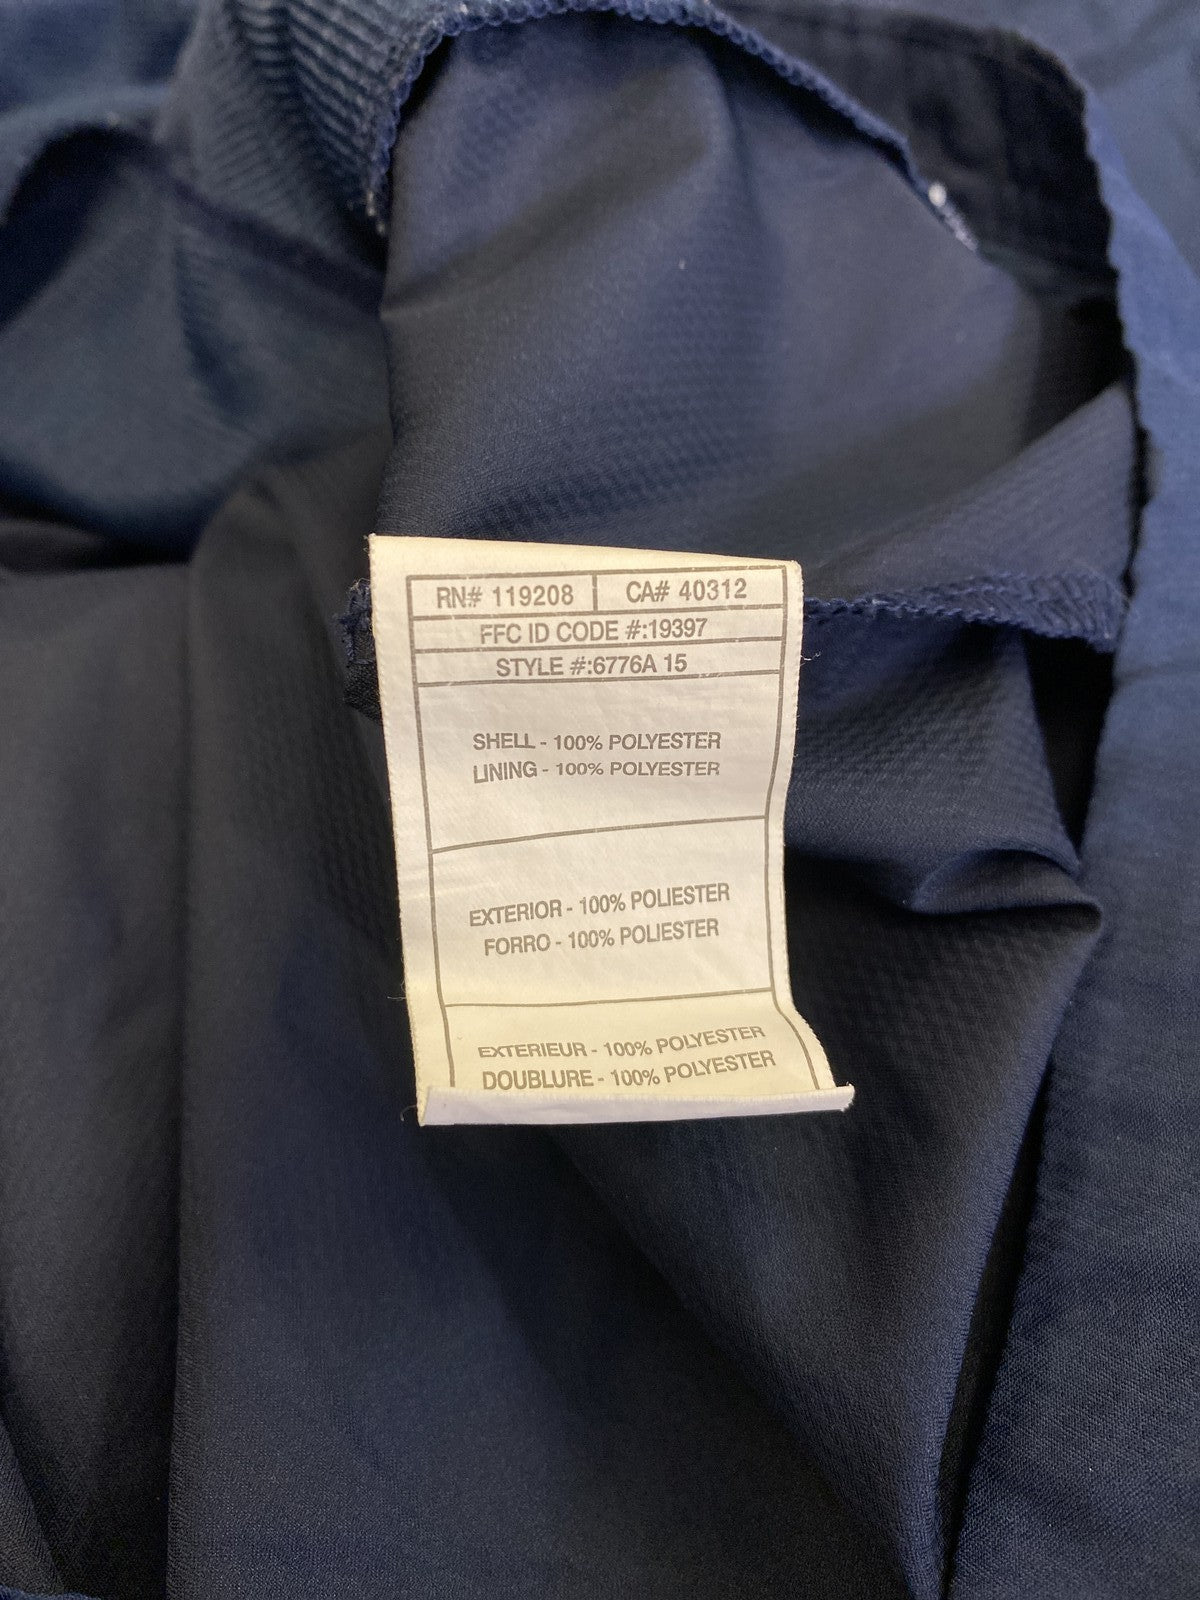 RN# 119208 CA# 40312
FFC ID CODE #:19397
STYLE #:6776A 15
SHELL - 100% POLYESTER
LINING - 100% POLYESTER
EXTERIOR - 100% POLIESTER
FORRO - 100% POLIESTER
EXTERIEUR - 100% POLYESTER
DOUBLURE - 100% POLYESTER